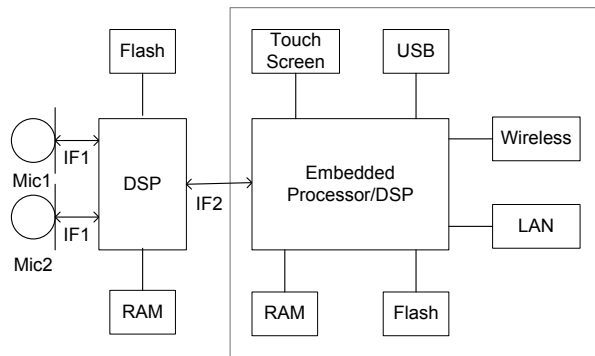 Flash
Touch
Screen
USB
IF1
Mic1
DSP
Embedded
Processor/DSP
Wireless
IF2
IF1
Mic2
LAN
RAM
RAM
Flash